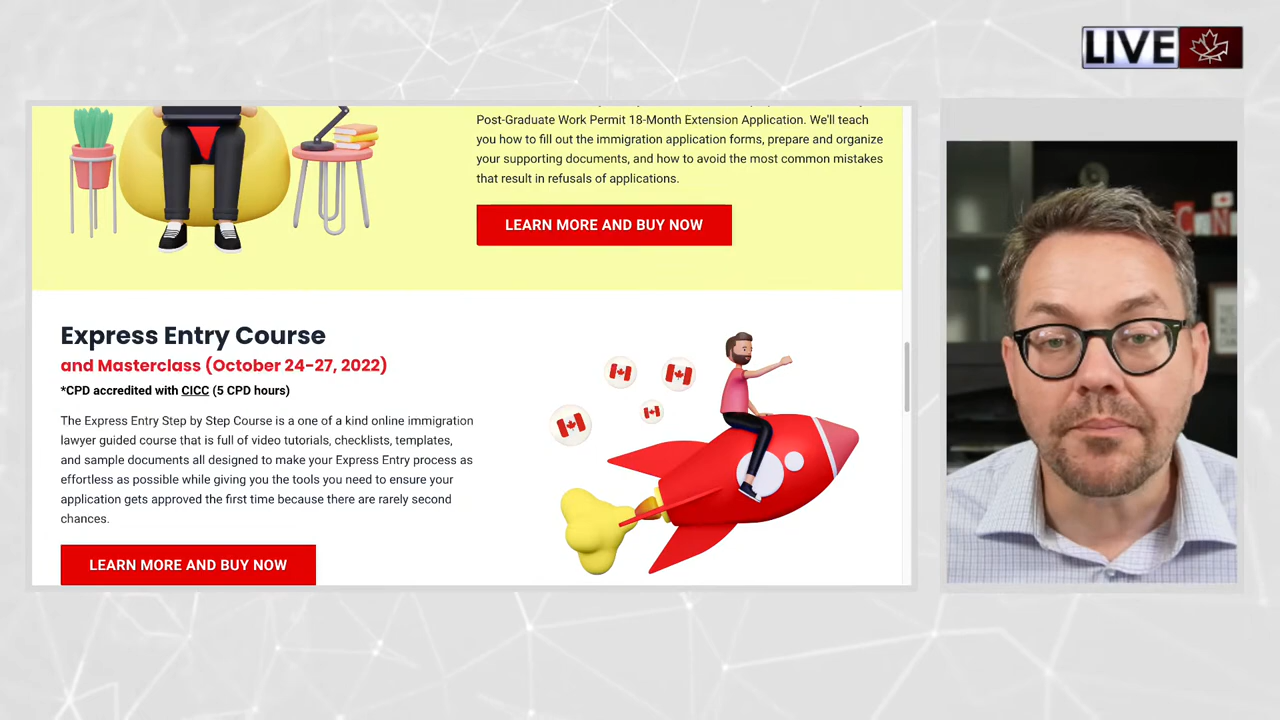 LIVE
Post-Graduate Work Permit 18-Month Extension Application. We'll teach
you how to fill out the immigration application forms, prepare and organize
your supporting documents, and how to avoid the most common mistakes
that result in refusals of applications.
LEARN MORE AND BUY NOW
Express Entry Course
and Masterclass (October 24-27, 2022)
*CPD accredited with CICC (5 CPD hours)
The Express Entry Step by Step Course is a one of a kind online immigration
lawyer guided course that is full of video tutorials, checklists, templates,
and sample documents all designed to make your Express Entry process as
effortless as possible while giving you the tools you need to ensure your
application gets approved the first time because there are rarely second
chances.
LEARN MORE AND BUY NOW